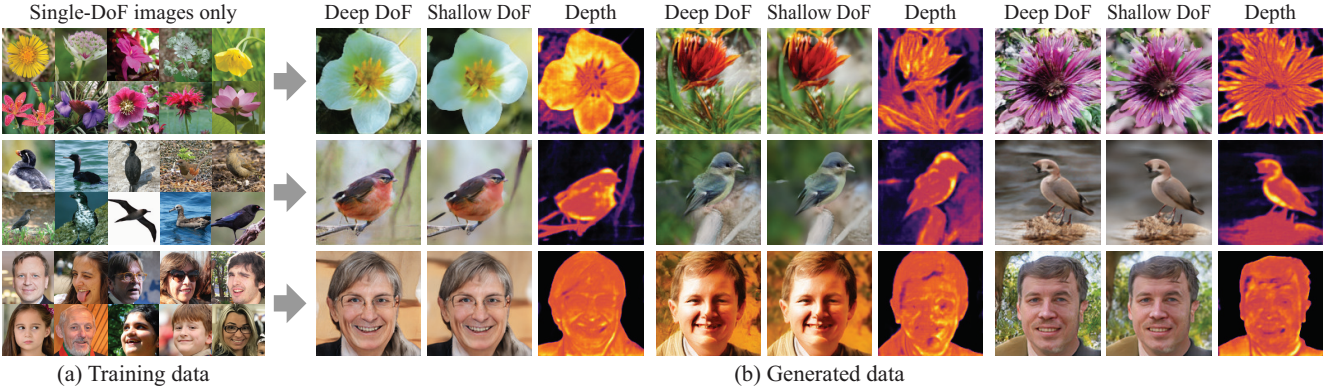 Single-DoF images only
Deep DoF Shallow DoF Depth Deep DoF Shallow DoF Depth Deep DoF Shallow DoF Depth
(a) Training data
(b) Generated data